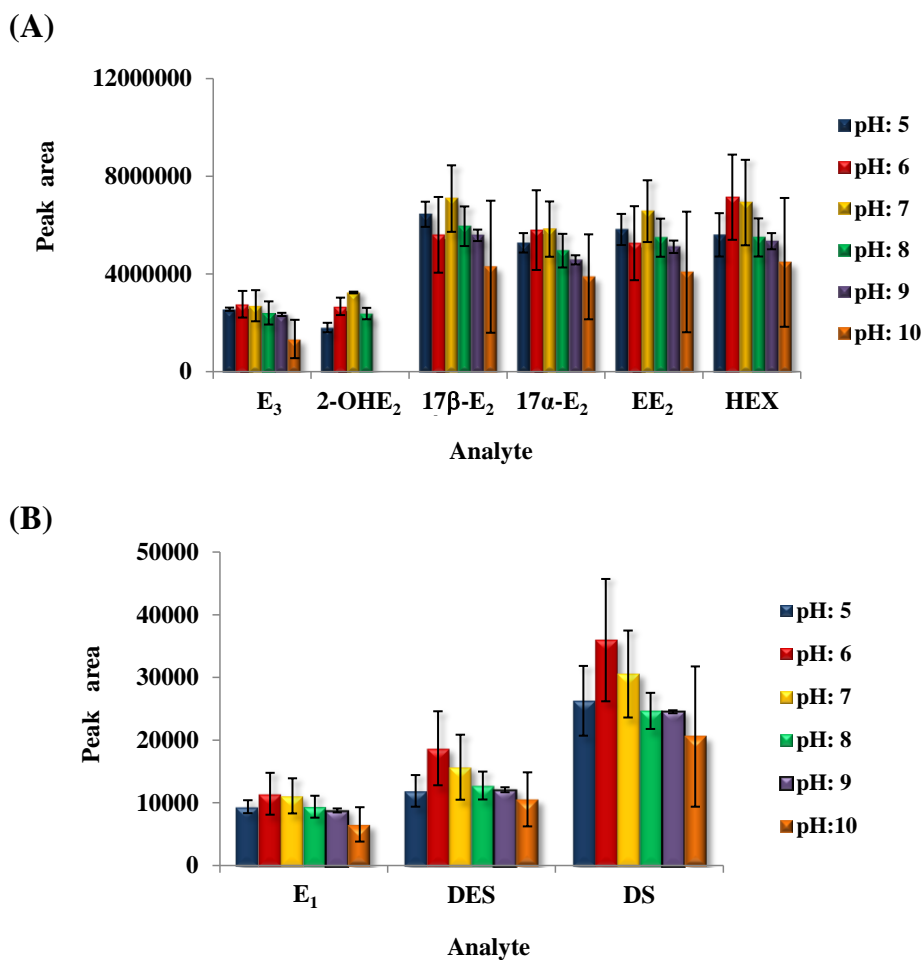 (A)
12000000
8000000
4000000
0
Peak area
E₃ 2-OHE₂ 17β-E₂ 17α-E₂ EE₂ HEX
Analyte
pH: 5
pH: 6
pH: 7
pH: 8
pH: 9
pH: 10
(B)
50000
40000
30000
20000
10000
0
Peak area
E₁ DES DS
Analyte
pH: 5
pH: 6
pH: 7
pH: 8
pH: 9
pH:10